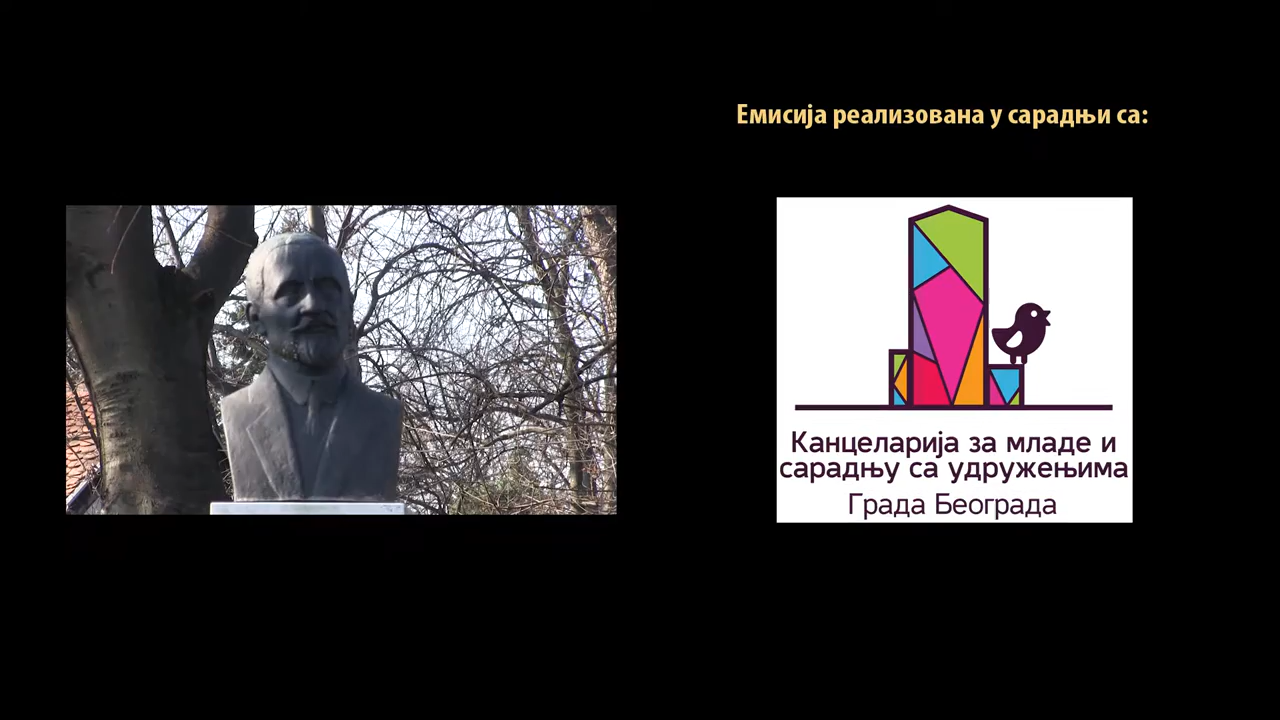 Емисија реализована у сарадњи са:
Канцеларија за младе и
сарадњу са удружењима
Града Београда